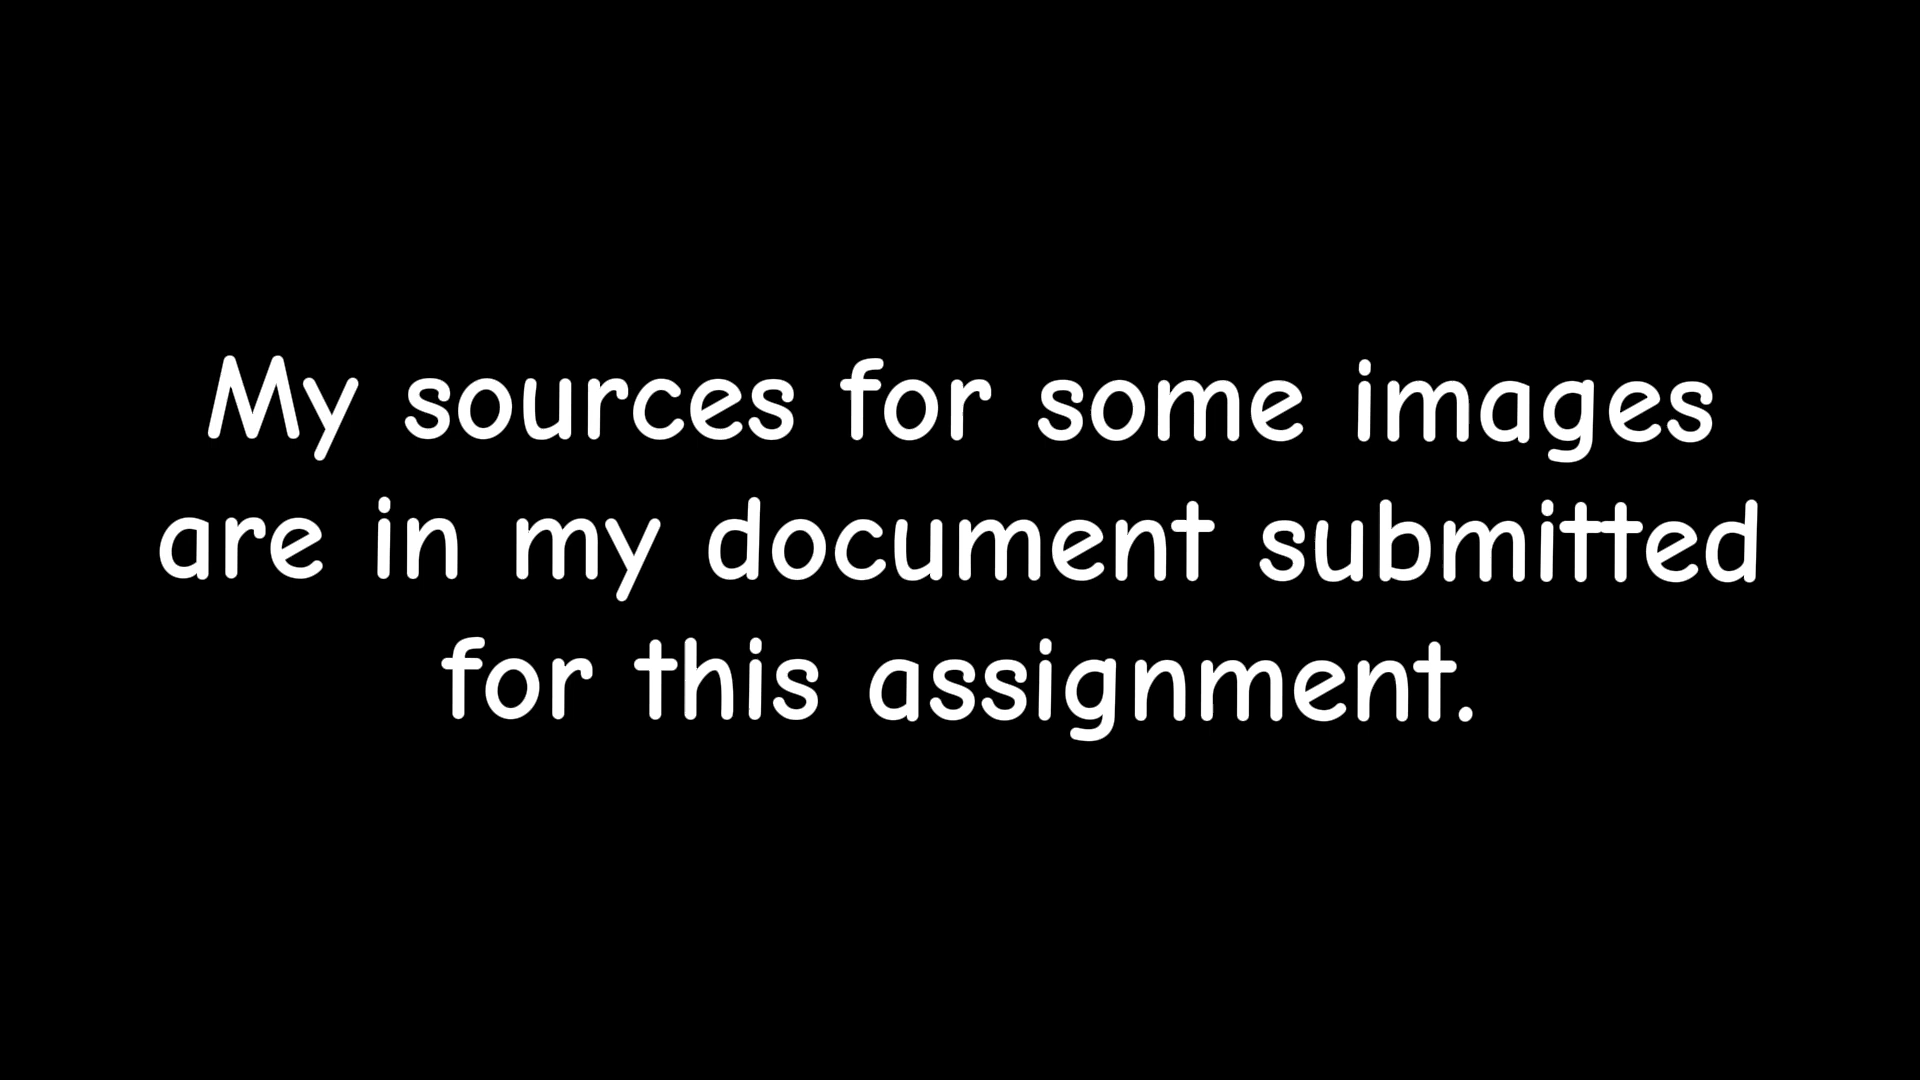 My sources for some images
are in my document submitted
for this assignment.